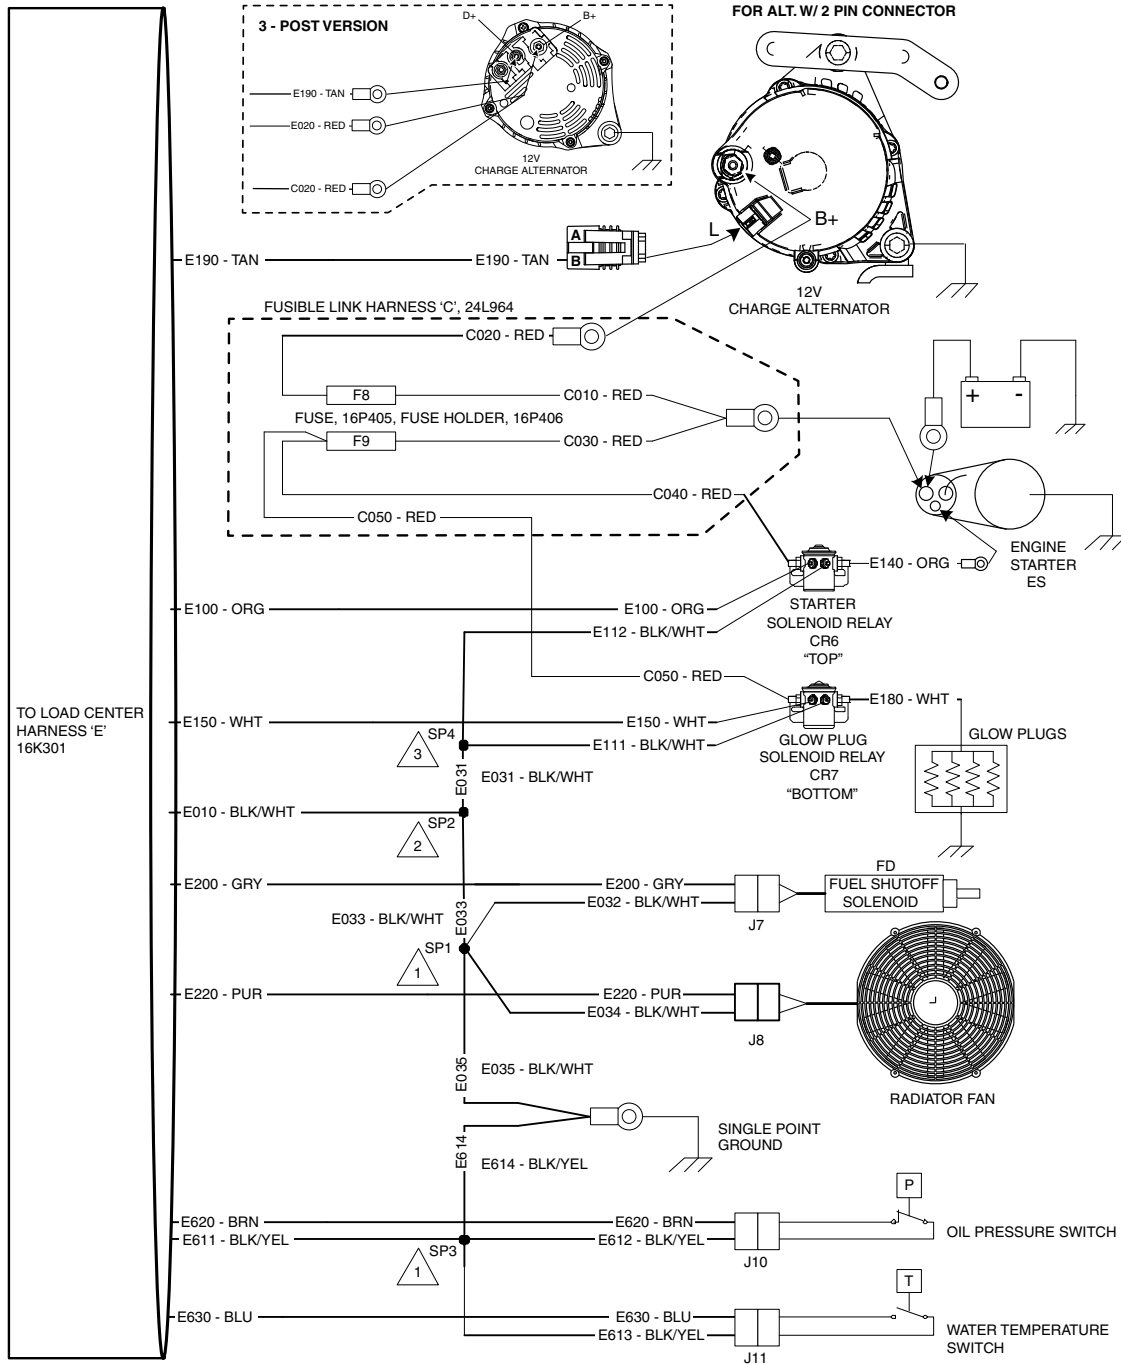 3 - POST VERSION
D+
B+
E190 - TAN
E020 - RED
C020 - RED
12V
CHARGE ALTERNATOR
FOR ALT. W/ 2 PIN CONNECTOR
L
B+
12V
CHARGE ALTERNATOR
E190 - TAN
E190 - TAN
A
B
FUSIBLE LINK HARNESS ‘C’, 24L964
C020 - RED
F8
C010 - RED
FUSE, 16P405, FUSE HOLDER, 16P406
F9
C030 - RED
C040 - RED
C050 - RED
+ -
ENGINE
STARTER
ES
E140 - ORG
E100 - ORG
E100 - ORG
E112 - BLK/WHT
STARTER
SOLENOID RELAY
CR6
“TOP”
C050 - RED
E180 - WHT
TO LOAD CENTER
HARNESS ‘E’
16K301
E150 - WHT
E150 - WHT
SP4
3
E111 - BLK/WHT
GLOW PLUG
SOLENOID RELAY
CR7
“BOTTOM”
GLOW PLUGS
E031
E031 - BLK/WHT
E010 - BLK/WHT
SP2
2
E200 - GRY
E200 - GRY
E032 - BLK/WHT
J7
FD
FUEL SHUTOFF
SOLENOID
E033 - BLK/WHT
E033
SP1
1
E220 - PUR
E220 - PUR
E034 - BLK/WHT
J8
RADIATOR FAN
E035
E035 - BLK/WHT
SINGLE POINT
GROUND
E614
E614 - BLK/YEL
P
E620 - BRN
E620 - BRN
E611 - BLK/YEL
E612 - BLK/YEL
OIL PRESSURE SWITCH
SP3
1
J10
T
E630 - BLU
E630 - BLU
E613 - BLK/YEL
J11
WATER TEMPERATURE
SWITCH